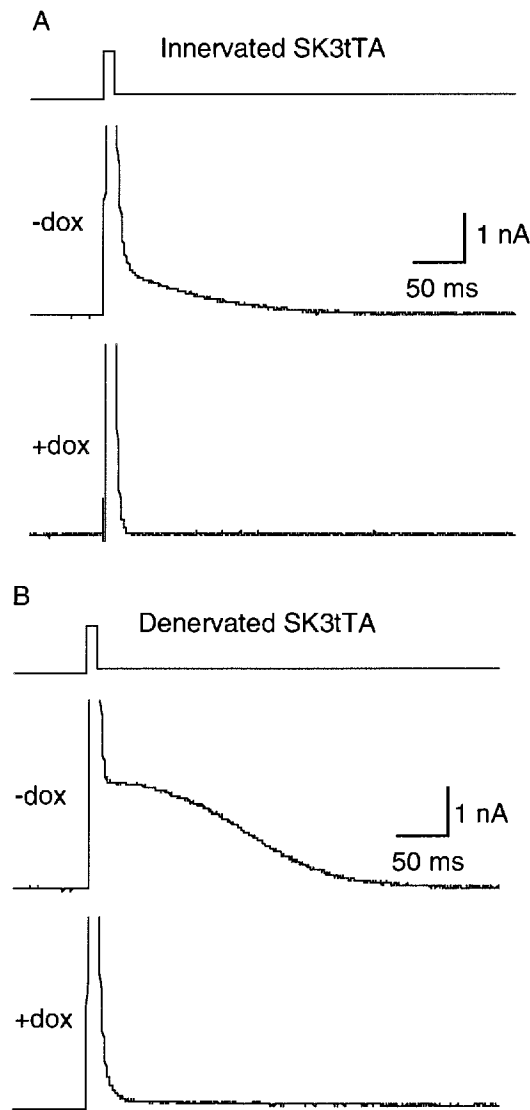 A
Innervated SK3tTA
-dox
1 nA
50 ms
+dox
B
Denervated SK3tTA
-dox
1 nA
50 ms
+dox